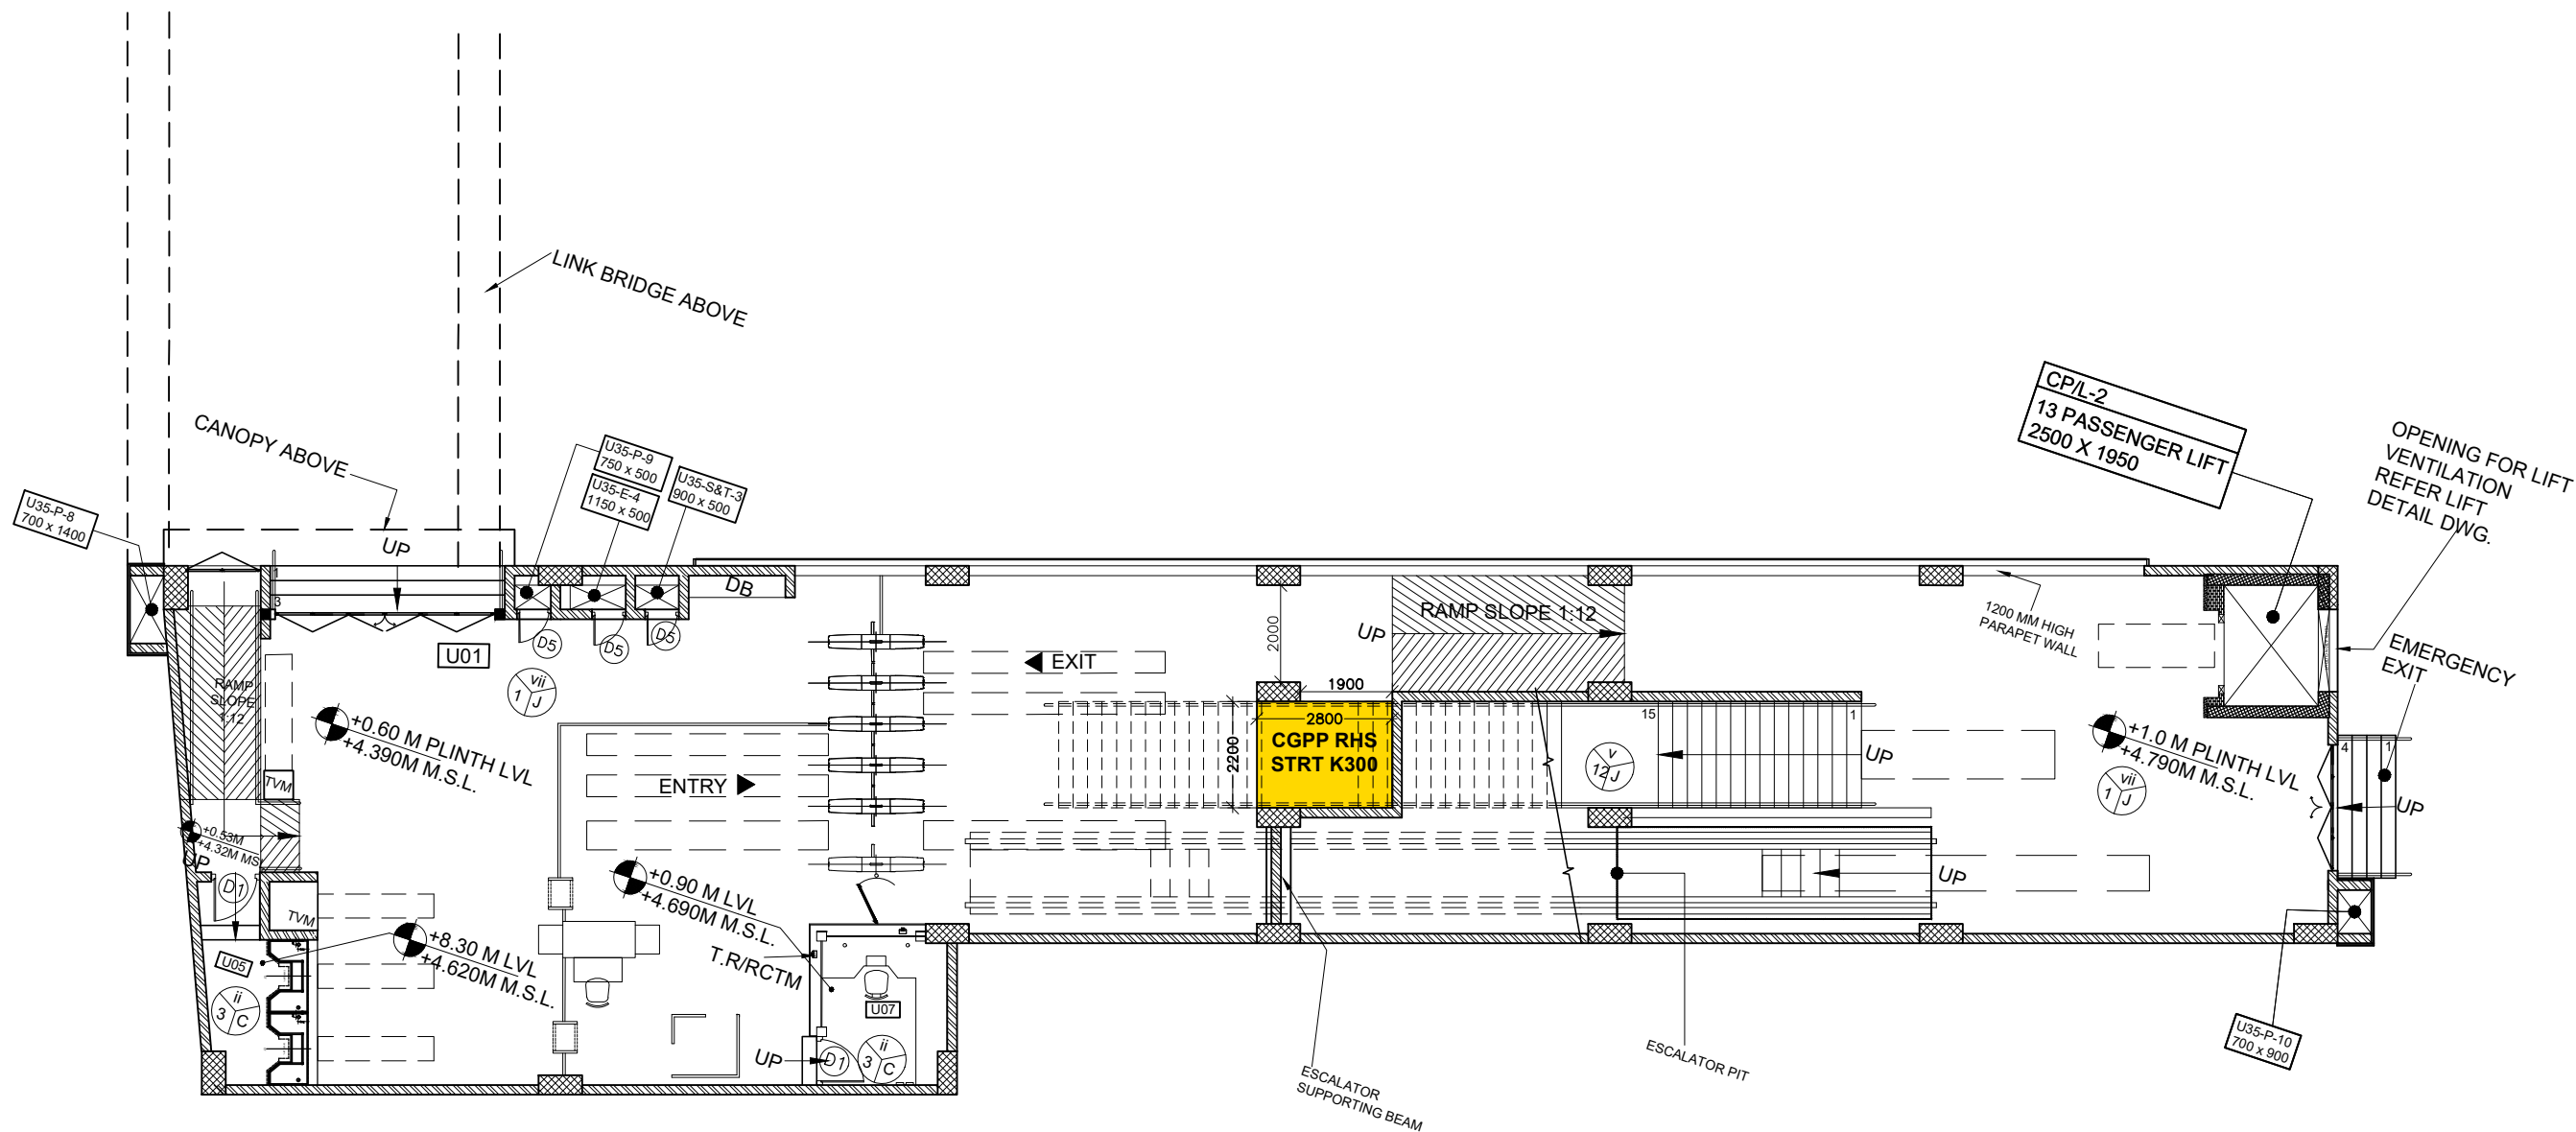 LINK BRIDGE ABOVE
CANOPY ABOVE
U35-P-8
700 x 1400
U35-P-9
750 x 500
U35-E-4
1150 x 500
U35-S&T-3
900 x 500
CP/L-2
13 PASSENGER LIFT
2500 X 1950
OPENING FOR LIFT
VENTILATION
REFER LIFT
DETAIL DWG.
EMERGENCY
EXIT
UP
1
3
DB
D5
D5
D5
U01
vii
1 J
RAMP
SLOPE
1:12
TVM
+0.60 M PLINTH LVL
+4.390M M.S.L.
+0.53M
+4.32M MSL
UP
D1
TVM
U05
ii
3 C
+8.30 M LVL
+4.620M M.S.L.
ENTRY
EXIT
+0.90 M LVL
+4.690M M.S.L.
T.R/RCTM
U07
UP
D1
ii
3 C
2000
UP
RAMP SLOPE 1:12
1900
2800
2200
CGPP RHS
STRT K300
15
1
v
12 J
UP
UP
1200 MM HIGH
PARAPET WALL
+1.0 M PLINTH LVL
+4.790M M.S.L.
vii
1 J
4
1
UP
ESCALATOR
SUPPORTING BEAM
ESCALATOR PIT
U35-P-10
700 x 900